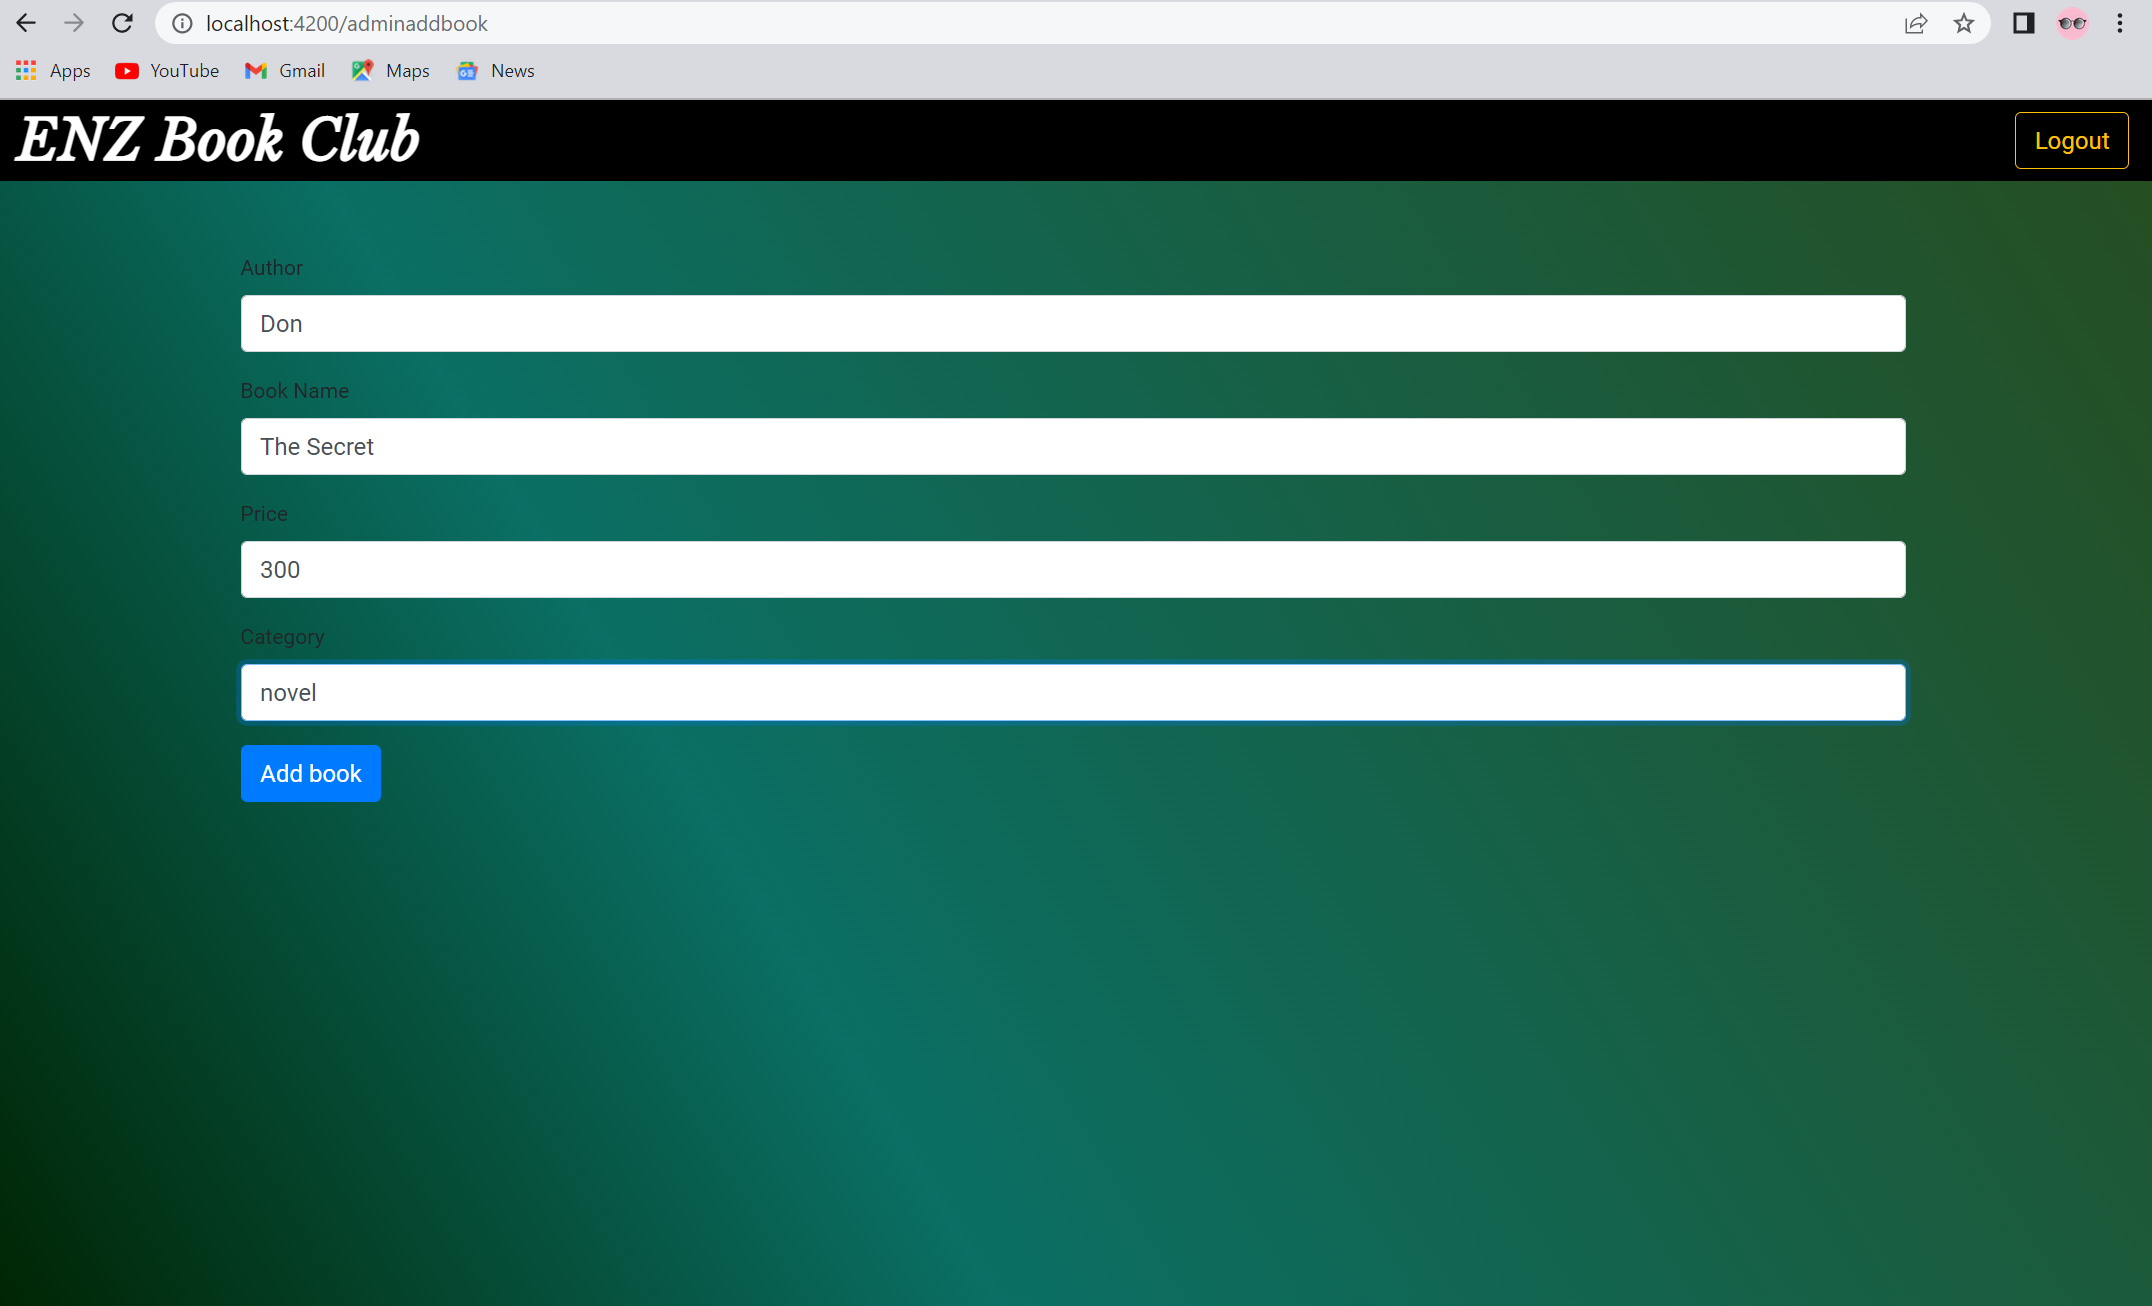 localhost:4200/adminaddbook
Apps YouTube Gmail Maps News
ENZ Book Club Logout
Author
Don
Book Name
The Secret
Price
300
Category
novel
Add book